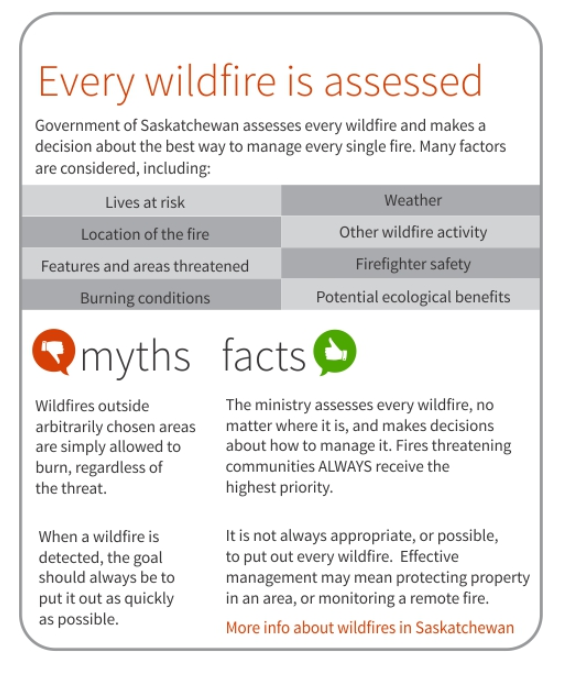 Every wildfire is assessed
Government of Saskatchewan assesses every wildfire and makes a
decision about the best way to manage every single fire. Many factors
are considered, including:
Lives at risk
Weather
Location of the fire
Other wildfire activity
Features and areas threatened
Firefighter safety
Burning conditions
Potential ecological benefits
myths
facts
Wildfires outside
arbitrarily chosen areas
are simply allowed to
burn, regardless of
the threat.
The ministry assesses every wildfire, no
matter where it is, and makes decisions
about how to manage it. Fires threatening
communities ALWAYS receive the
highest priority.
When a wildfire is
detected, the goal
should always be to
put it out as quickly
as possible.
It is not always appropriate, or possible,
to put out every wildfire. Effective
management may mean protecting property
in an area, or monitoring a remote fire.
More info about wildfires in Saskatchewan